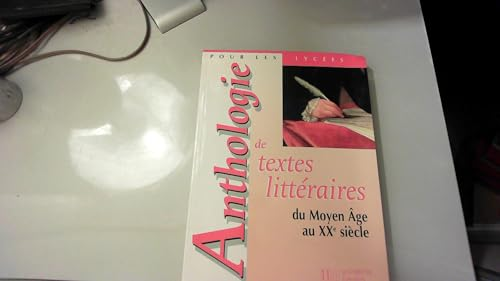 POUR LES LYCÉES
Anthologie
de
textes
littéraires
du Moyen Âge
au XXe siècle